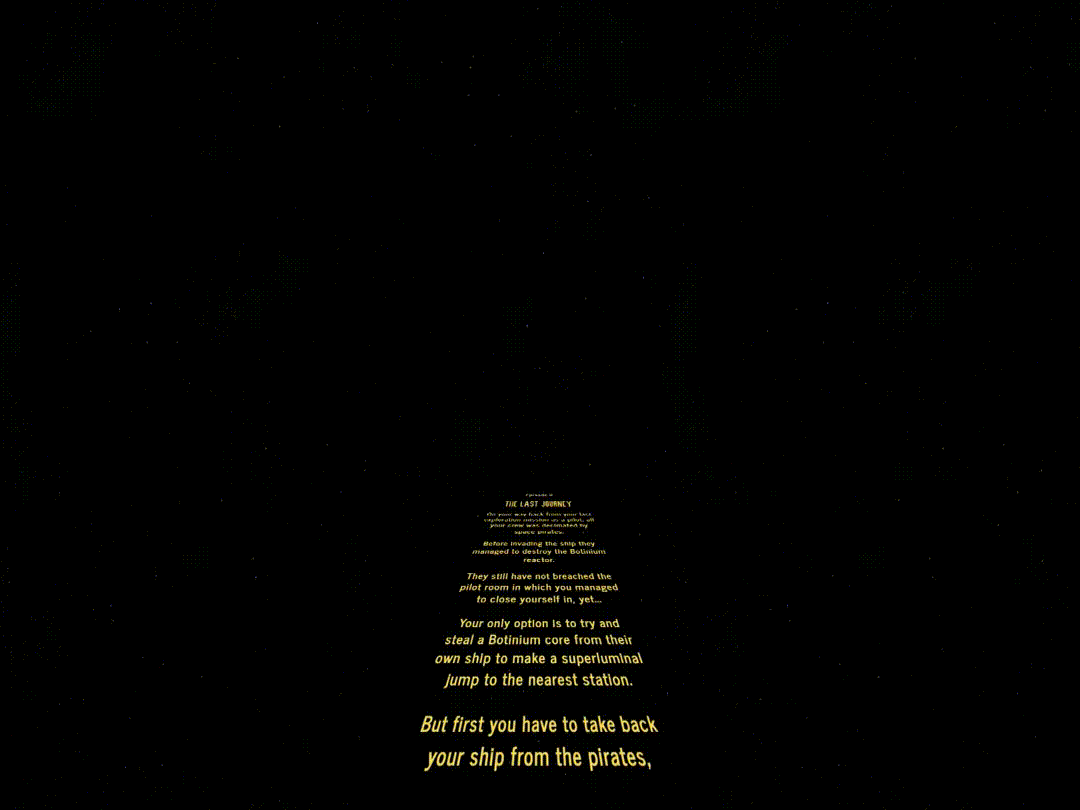 Episode II
THE LAST JOURNEY
On your way back from your last
exploration mission as a pilot, all
your crew was decimated by
space pirates.
Before invading the ship they
managed to destroy the Botinium
reactor.
They still have not breached the
pilot room in which you managed
to close yourself in, yet...
Your only option is to try and
steal a Botinium core from their
own ship to make a superluminal
jump to the nearest station.
But first you have to take back
your ship from the pirates,